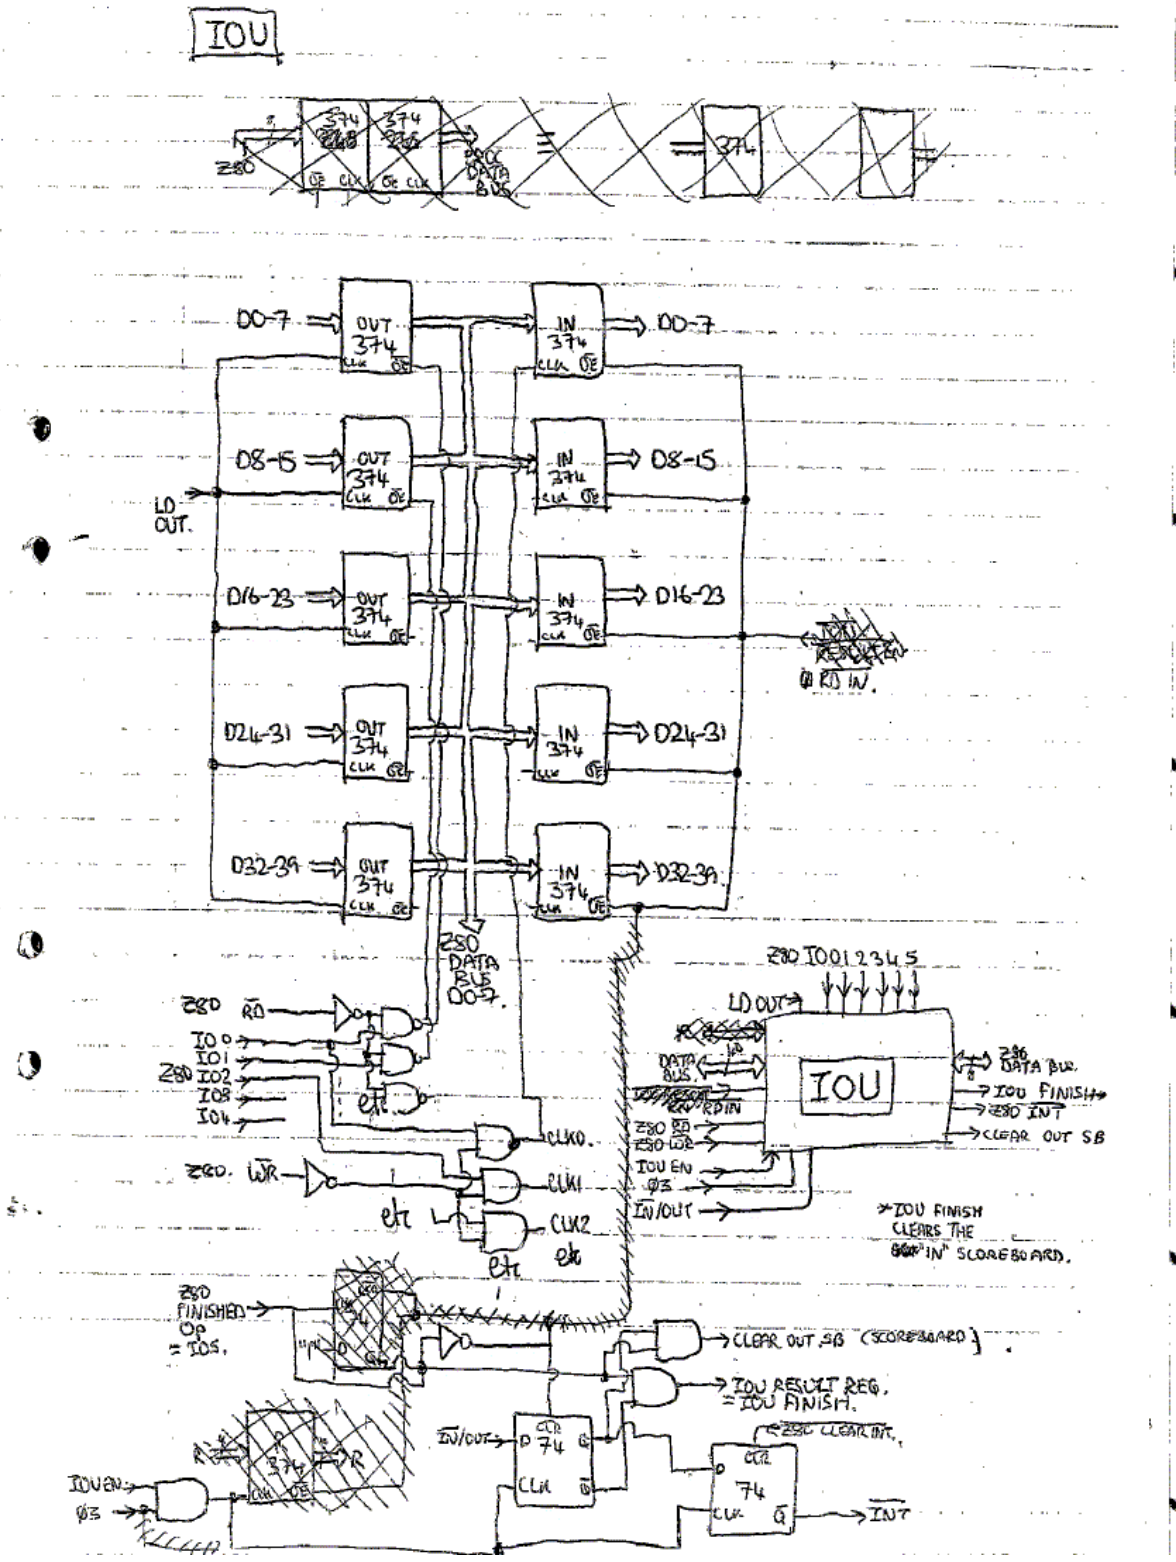 IOU
374 374
Z80
OE CLK OE CLK
PROC
DATA
BUS.
374
D0-7 OUT 374 CLK OE IN 374 CLK OE D0-7
D8-15 OUT 374 CLK OE IN 374 CLK OE D8-15
LD
OUT.
D16-23 OUT 374 CLK OE IN 374 CLK OE D16-23
RD IN.
D24-31 OUT 374 CLK OE IN 374 CLK OE D24-31
D32-39 OUT 374 CLK OE IN 374 CLK OE D32-39
Z80
DATA
BUS
D0-7.
Z80 RD
IO0
IO1
Z80 IO2
IO3
IO4
etc
CLK0.
Z80. WR
CLK1
etc
CLK2
etc
etc
Z80 IO0 1 2 3 4 5
LD OUT
DATA
BUS.
IOU
8
Z80
DATA BUS.
RDIN
IOU FINISH*
Z80 INT
CLEAR OUT SB
Z80 RD
Z80 WR
IOU EN
Ø3
IN/OUT
*IOU FINISH
CLEARS THE
"IN" SCOREBOARD.
Z80
FINISHED
OP
= IO5.
"1" D
74
CLEAR OUT SB (SCOREBOARD)
IOU RESULT REG.
= IOU FINISH.
IN/OUT D CLR 74 Q
CLK Q
Z80 CLEAR INT.
D CLR
74
CLK Q INT
R 374 R
CLK OE
IOU EN
Ø3